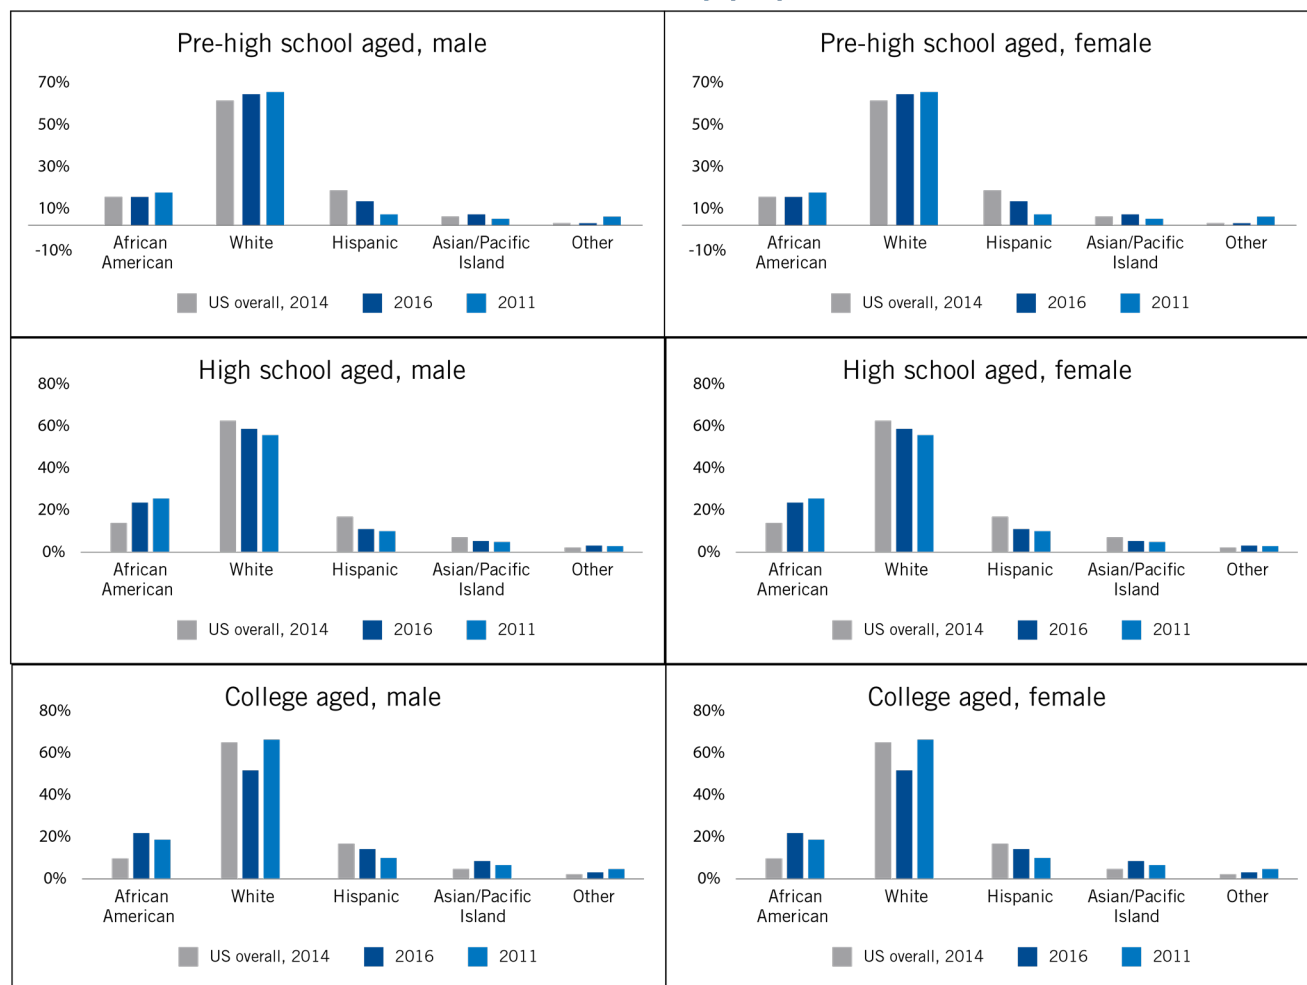 Pre-high school aged, male
70%
50%
30%
10%
-10%
African American
White
Hispanic
Asian/Pacific Island
Other
US overall, 2014 2016 2011
Pre-high school aged, female
70%
50%
30%
10%
-10%
African American
White
Hispanic
Asian/Pacific Island
Other
US overall, 2014 2016 2011
High school aged, male
80%
60%
40%
20%
0%
African American
White
Hispanic
Asian/Pacific Island
Other
US overall, 2014 2016 2011
High school aged, female
80%
60%
40%
20%
0%
African American
White
Hispanic
Asian/Pacific Island
Other
US overall, 2014 2016 2011
College aged, male
80%
60%
40%
20%
0%
African American
White
Hispanic
Asian/Pacific Island
Other
US overall, 2014 2016 2011
College aged, female
80%
60%
40%
20%
0%
African American
White
Hispanic
Asian/Pacific Island
Other
US overall, 2014 2016 2011